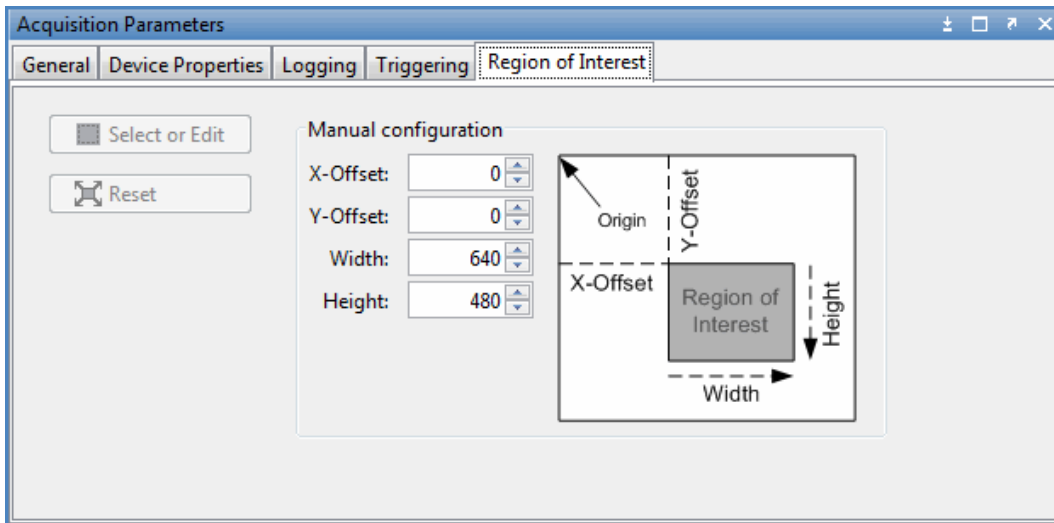 Acquisition Parameters
General Device Properties Logging Triggering Region of Interest
Select or Edit
Reset
Manual configuration
X-Offset: 0
Y-Offset: 0
Width: 640
Height: 480
Origin
Y-Offset
X-Offset
Region of
Interest
Height
Width